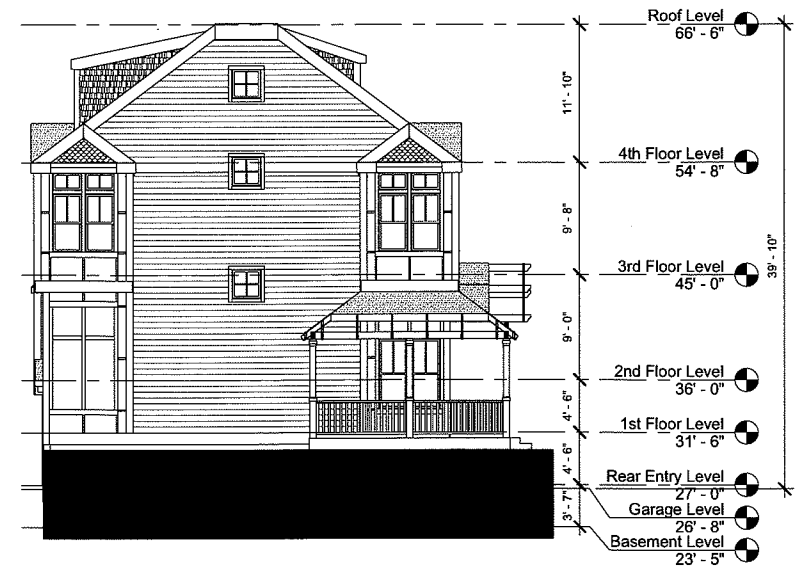 Roof Level
66' - 6"
11' - 10"
4th Floor Level
54' - 8"
9' - 8"
3rd Floor Level
45' - 0"
39' - 10"
9' - 0"
2nd Floor Level
36' - 0"
4' - 6"
1st Floor Level
31' - 6"
4' - 6"
Rear Entry Level
27' - 0"
3' - 7"
Garage Level
26' - 8"
Basement Level
23' - 5"